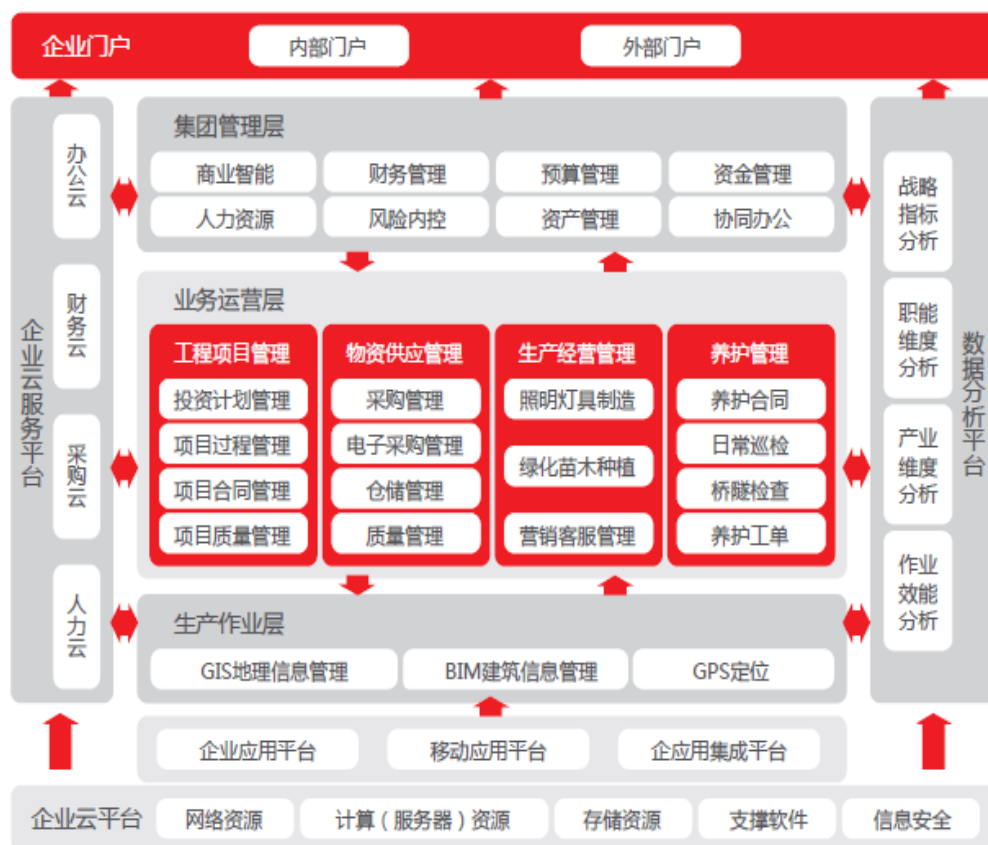 企业门户
内部门户
外部门户
企业云服务平台
办公云
财务云
采购云
人力云
集团管理层
商业智能
财务管理
预算管理
资金管理
人力资源
风险内控
资产管理
协同办公
业务运营层
工程项目管理
投资计划管理
项目过程管理
项目合同管理
项目质量管理
物资供应管理
采购管理
电子采购管理
仓储管理
质量管理
生产经营管理
照明灯具制造
绿化苗木种植
营销客服管理
养护管理
养护合同
日常巡检
桥隧检查
养护工单
生产作业层
GIS地理信息管理
BIM建筑信息管理
GPS定位
战略
指标
分析
职能
维度
分析
产业
维度
分析
作业
效能
分析
数据分析平台
企业应用平台
移动应用平台
企应用集成平台
企业云平台
网络资源
计算（服务器）资源
存储资源
支撑软件
信息安全